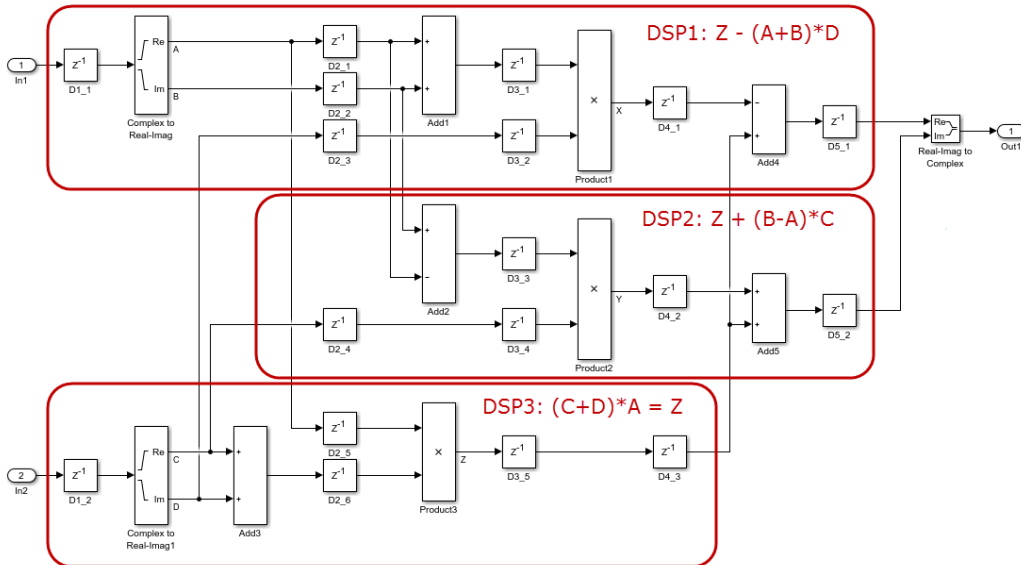 DSP1: Z - (A+B)*D
1
In1
z-1
D1_1
Re
Im
A
B
Complex to
Real-Imag
z-1
D2_1
z-1
D2_2
z-1
D2_3
+
+
Add1
z-1
D3_1
z-1
D3_2
×
X
Product1
z-1
D4_1
−
+
Add4
z-1
D5_1
Re
Im
Real-Imag to
Complex
1
Out1
DSP2: Z + (B-A)*C
+
−
Add2
z-1
D3_3
z-1
D2_4
z-1
D3_4
×
Y
Product2
z-1
D4_2
+
+
Add5
z-1
D5_2
DSP3: (C+D)*A = Z
2
In2
z-1
D1_2
Re
Im
C
D
Complex to
Real-Imag1
+
+
Add3
z-1
D2_5
z-1
D2_6
×
Z
Product3
z-1
D3_5
z-1
D4_3